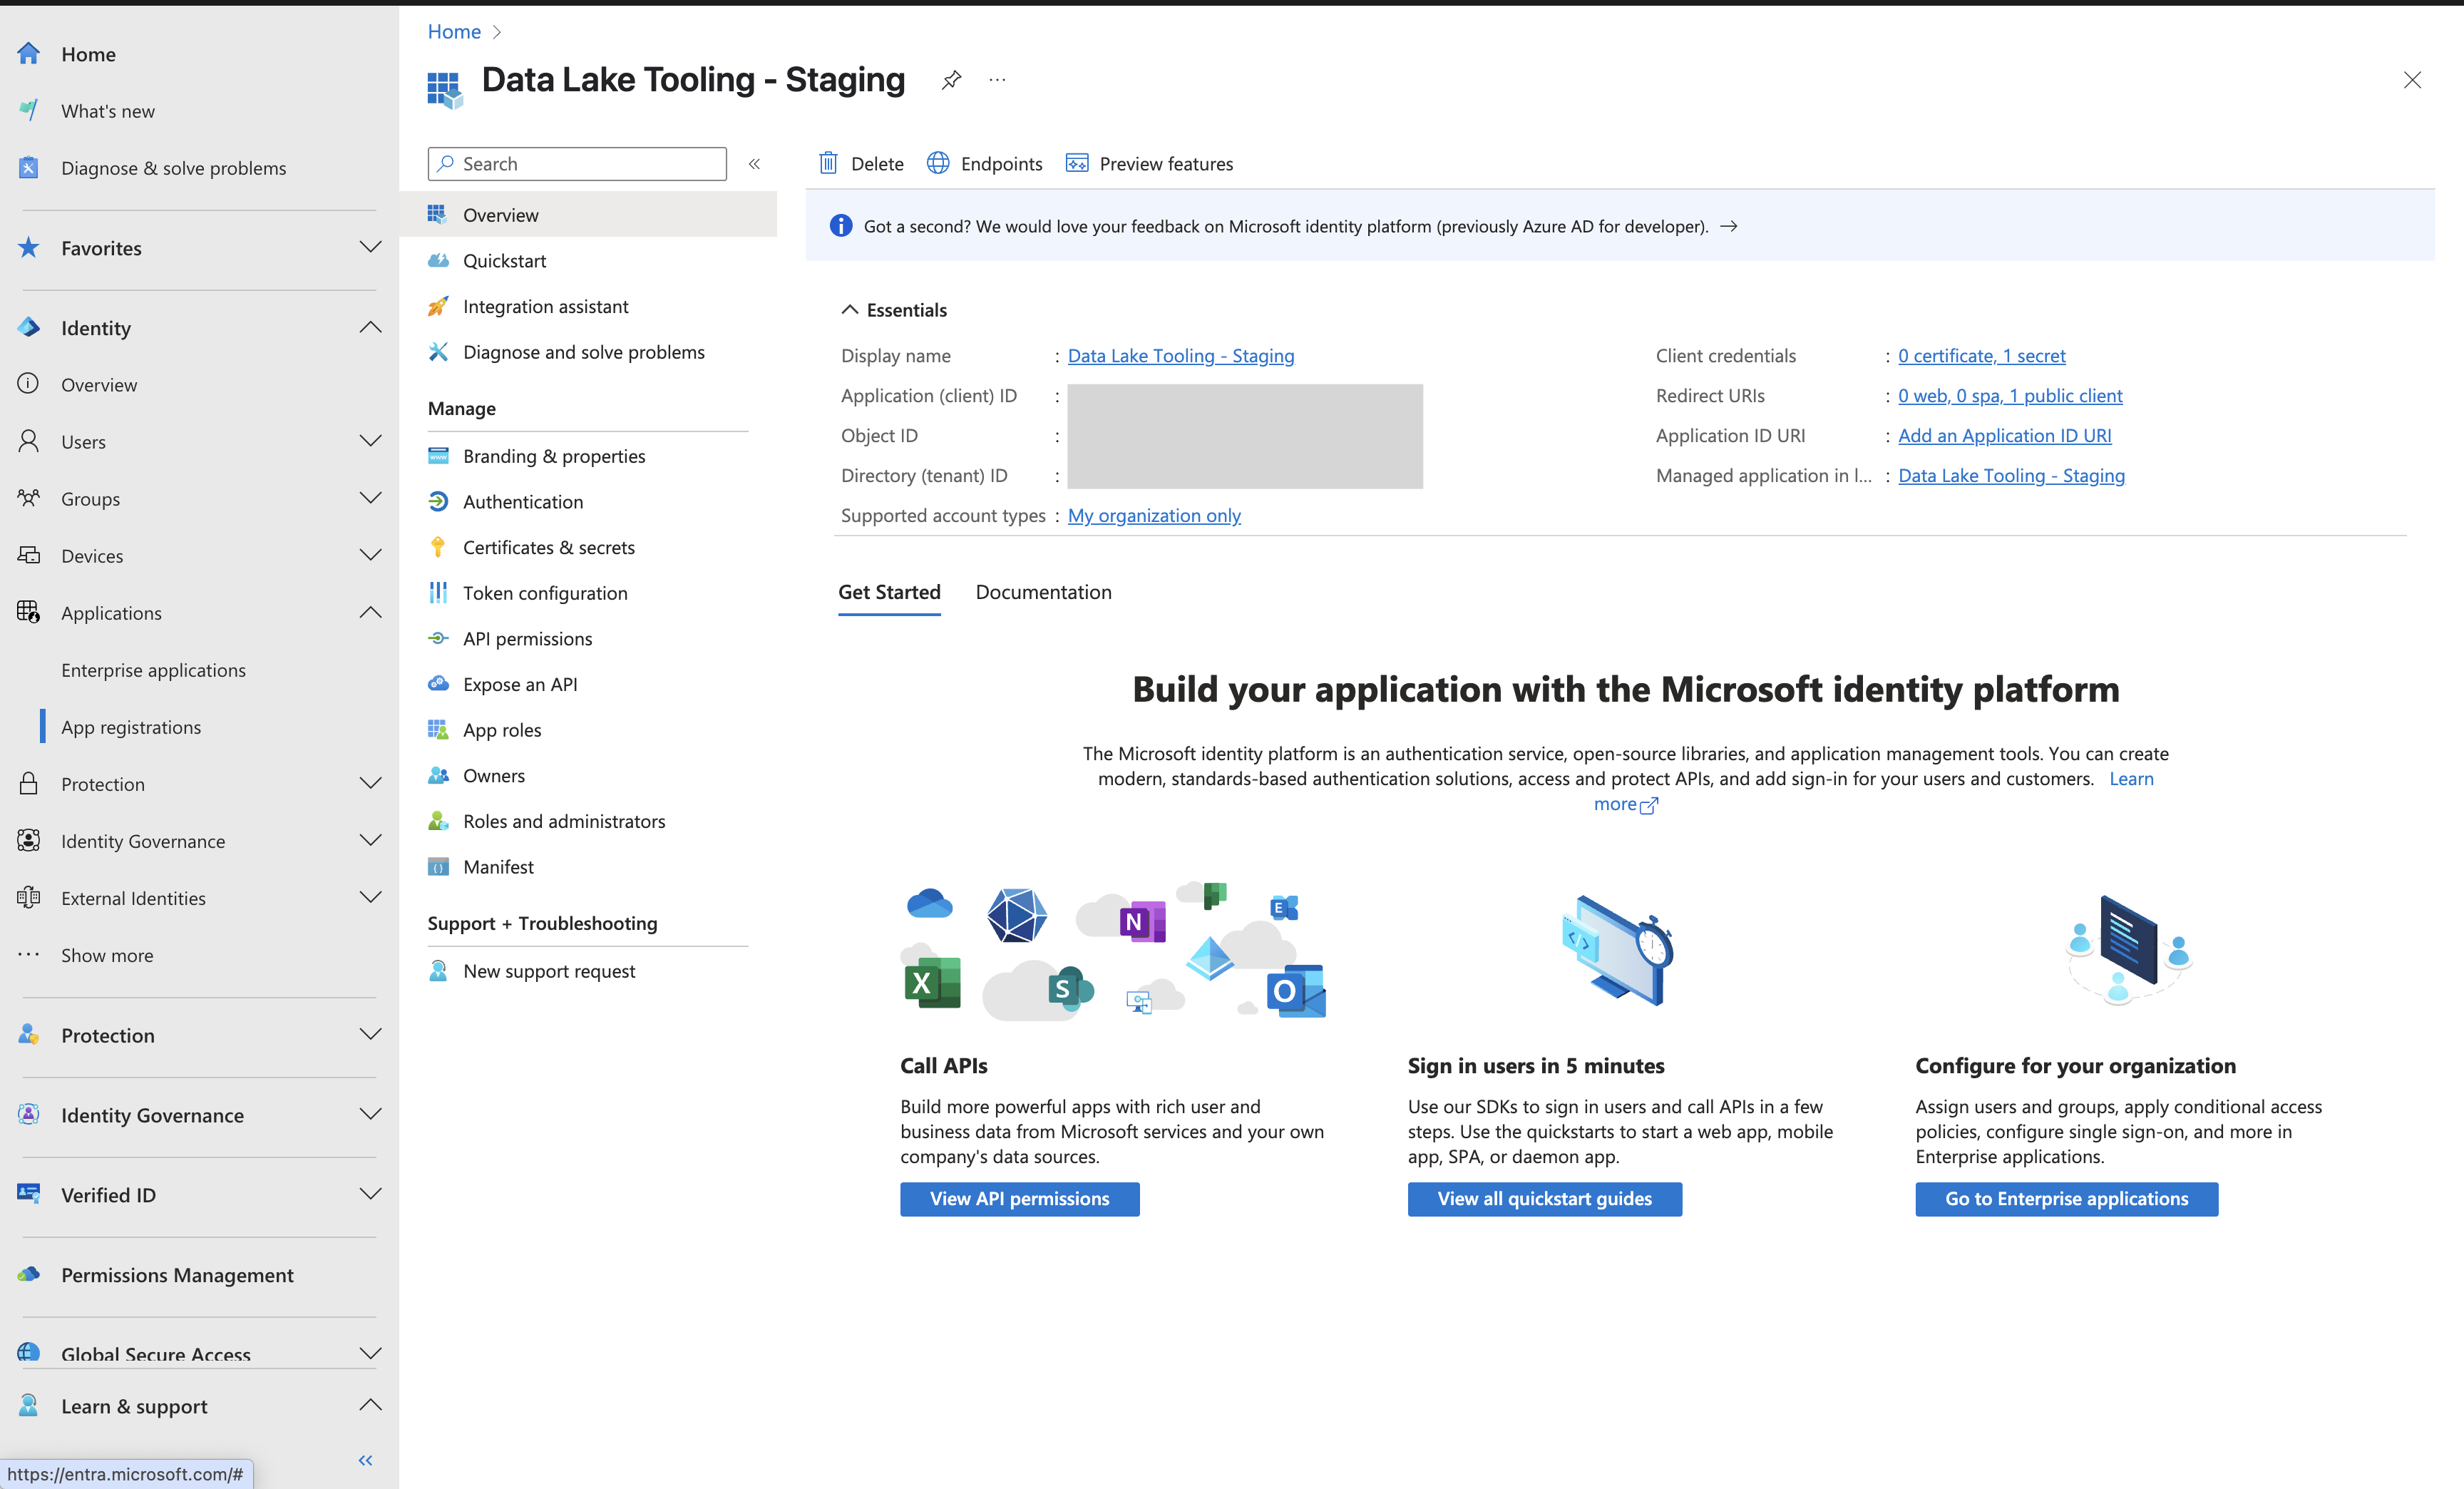 Home
What's new
Diagnose & solve problems
Favorites
Identity
Overview
Users
Groups
Devices
Applications
Enterprise applications
App registrations
Protection
Identity Governance
External Identities
Show more
Protection
Identity Governance
Verified ID
Permissions Management
Global Secure Access
Learn & support
https://entra.microsoft.com/#
Home
Data Lake Tooling - Staging
Search
Overview
Quickstart
Integration assistant
Diagnose and solve problems
Manage
Branding & properties
Authentication
Certificates & secrets
Token configuration
API permissions
Expose an API
App roles
Owners
Roles and administrators
Manifest
Support + Troubleshooting
New support request
Delete Endpoints Preview features
Got a second? We would love your feedback on Microsoft identity platform (previously Azure AD for developer).
Essentials
Display name : Data Lake Tooling - Staging
Application (client) ID :
Object ID :
Directory (tenant) ID :
Supported account types : My organization only
Client credentials : 0 certificate, 1 secret
Redirect URIs : 0 web, 0 spa, 1 public client
Application ID URI : Add an Application ID URI
Managed application in l... : Data Lake Tooling - Staging
Get Started Documentation
Build your application with the Microsoft identity platform
The Microsoft identity platform is an authentication service, open-source libraries, and application management tools. You can create
modern, standards-based authentication solutions, access and protect APIs, and add sign-in for your users and customers. Learn
more
Call APIs
Build more powerful apps with rich user and
business data from Microsoft services and your own
company's data sources.
View API permissions
Sign in users in 5 minutes
Use our SDKs to sign in users and call APIs in a few
steps. Use the quickstarts to start a web app, mobile
app, SPA, or daemon app.
View all quickstart guides
Configure for your organization
Assign users and groups, apply conditional access
policies, configure single sign-on, and more in
Enterprise applications.
Go to Enterprise applications